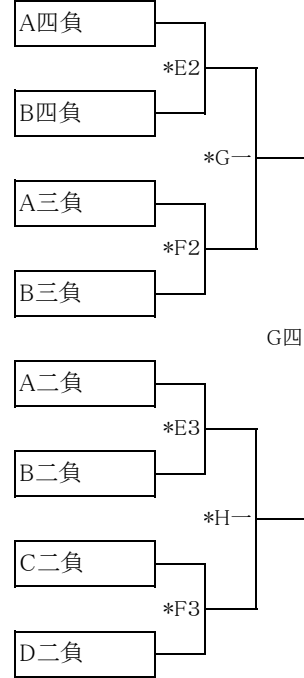 A四負
*E2
B四負
*G一
A三負
*F2
B三負
G四
A二負
*E3
B二負
*H一
C二負
*F3
D二負